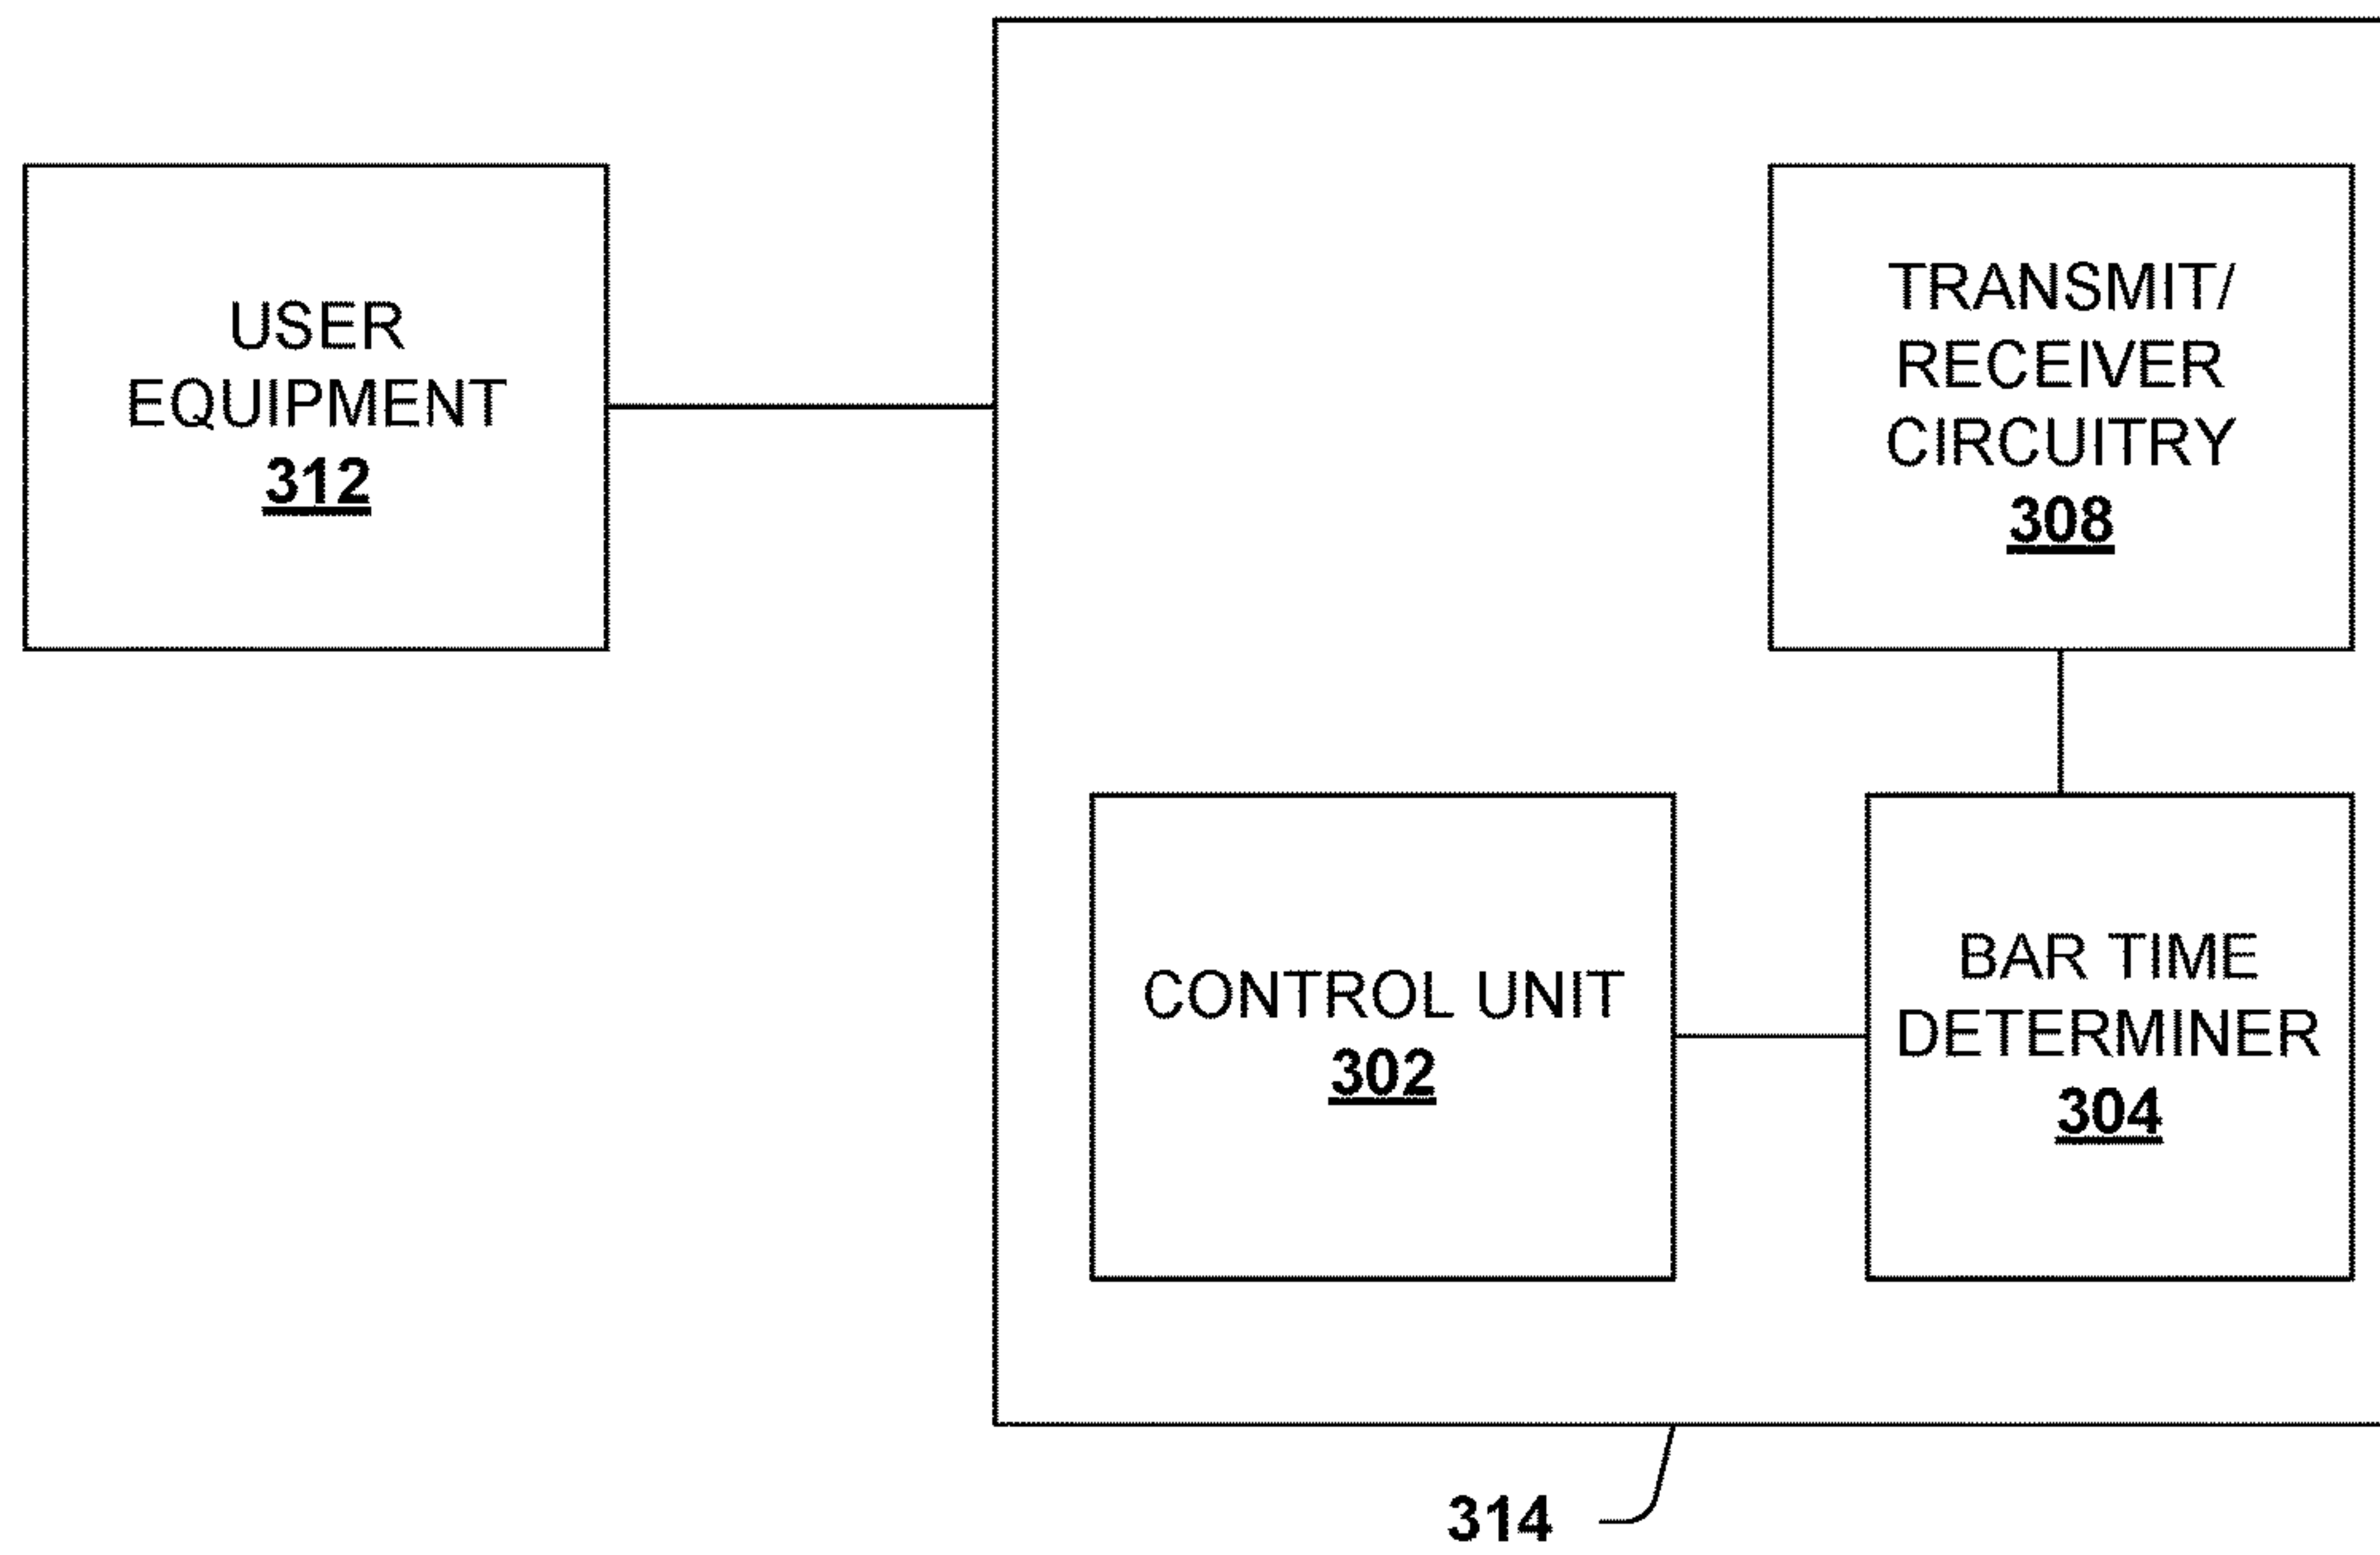 USER
EQUIPMENT
312
TRANSMIT/
RECEIVER
CIRCUITRY
308
CONTROL UNIT
302
BAR TIME
DETERMINER
304
314